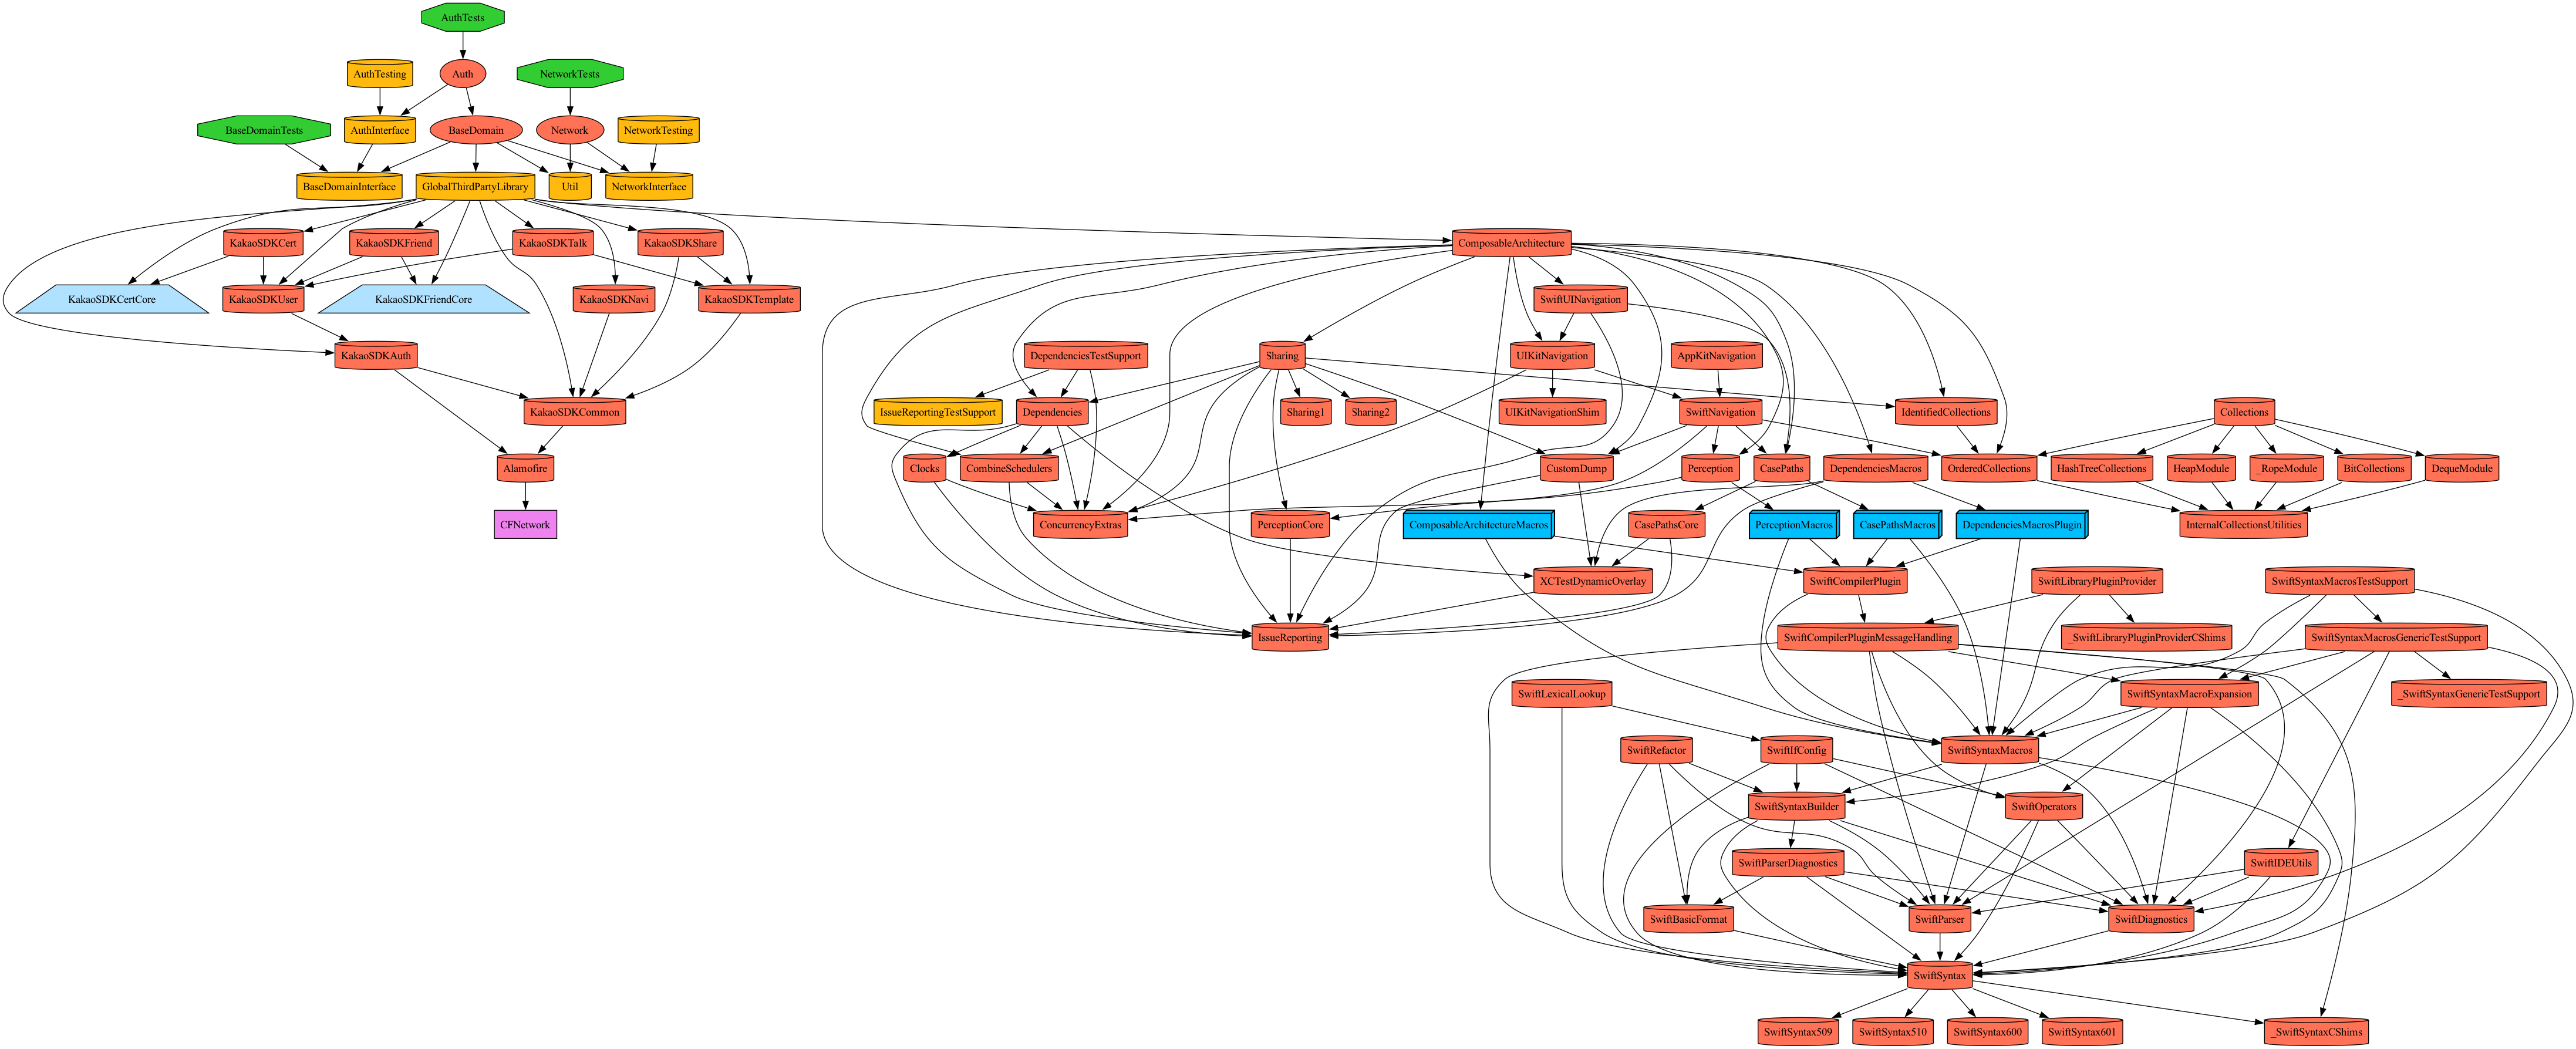 AuthTests
AuthTesting
Auth
NetworkTests
BaseDomainTests
AuthInterface
BaseDomain
Network
NetworkTesting
BaseDomainInterface
GlobalThirdPartyLibrary
Util
NetworkInterface
KakaoSDKCert
KakaoSDKFriend
KakaoSDKTalk
KakaoSDKShare
ComposableArchitecture
KakaoSDKCertCore
KakaoSDKUser
KakaoSDKFriendCore
KakaoSDKNavi
KakaoSDKTemplate
SwiftUINavigation
KakaoSDKAuth
DependenciesTestSupport
Sharing
UIKitNavigation
AppKitNavigation
KakaoSDKCommon
IssueReportingTestSupport
Dependencies
Sharing1
Sharing2
UIKitNavigationShim
SwiftNavigation
IdentifiedCollections
Collections
Alamofire
Clocks
CombineSchedulers
CustomDump
Perception
CasePaths
DependenciesMacros
OrderedCollections
HashTreeCollections
HeapModule
_RopeModule
BitCollections
DequeModule
CFNetwork
ConcurrencyExtras
PerceptionCore
ComposableArchitectureMacros
CasePathsCore
PerceptionMacros
CasePathsMacros
DependenciesMacrosPlugin
InternalCollectionsUtilities
XCTestDynamicOverlay
SwiftCompilerPlugin
SwiftLibraryPluginProvider
SwiftSyntaxMacrosTestSupport
IssueReporting
SwiftCompilerPluginMessageHandling
_SwiftLibraryPluginProviderCShims
SwiftSyntaxMacrosGenericTestSupport
SwiftLexicalLookup
SwiftSyntaxMacroExpansion
_SwiftSyntaxGenericTestSupport
SwiftRefactor
SwiftIfConfig
SwiftSyntaxMacros
SwiftSyntaxBuilder
SwiftOperators
SwiftParserDiagnostics
SwiftIDEUtils
SwiftBasicFormat
SwiftParser
SwiftDiagnostics
SwiftSyntax
SwiftSyntax509
SwiftSyntax510
SwiftSyntax600
SwiftSyntax601
_SwiftSyntaxCShims